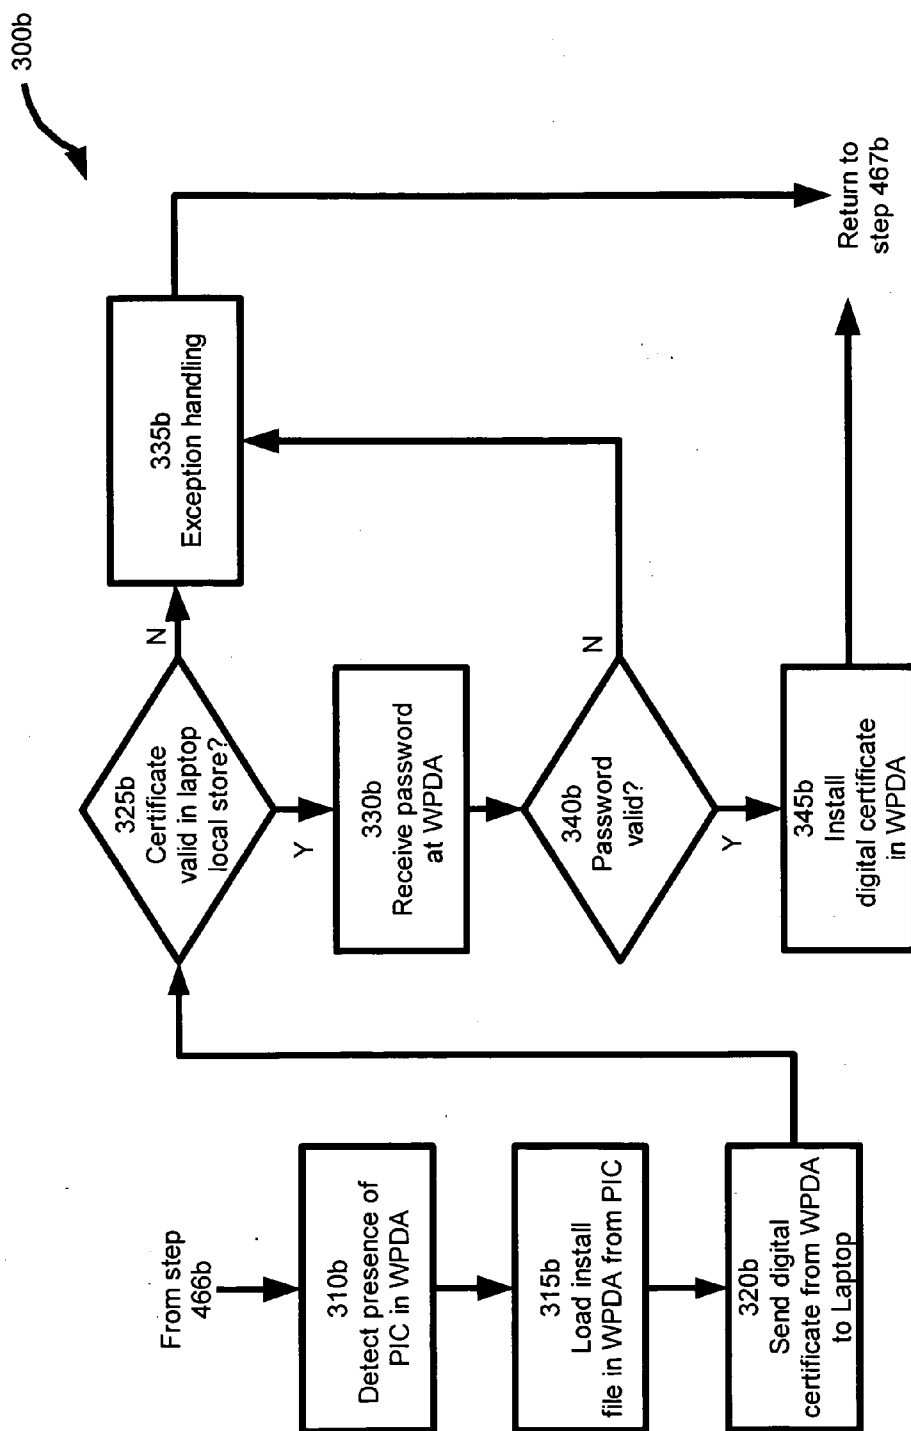 300b
From step
466b
310b
Detect presence of
PIC in WPDA
315b
Load install
file in WPDA from PIC
320b
Send digital
certificate from WPDA
to Laptop
325b
Certificate
valid in laptop
local store?
N
Y
330b
Receive password
at WPDA
335b
Exception handling
340b
Password
valid?
N
Y
345b
Install
digital certificate
in WPDA
Return to
step 467b